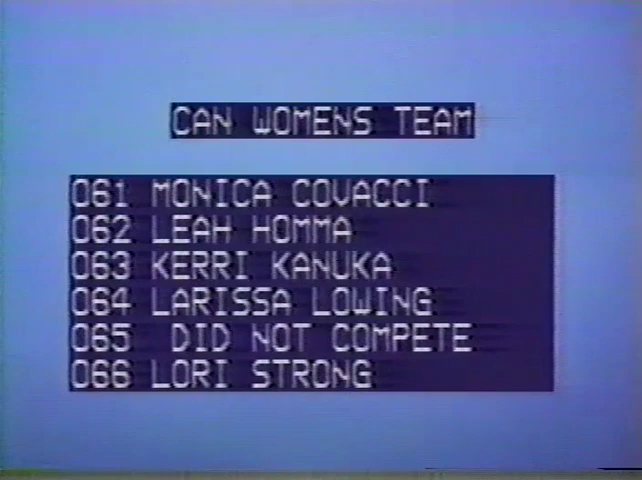 CAN WOMENS TEAM
061 MONICA COVACCI
062 LEAH HOMMA
063 KERRI KANUKA
064 LARISSA LOWING
065 DID NOT COMPETE
066 LORI STRONG